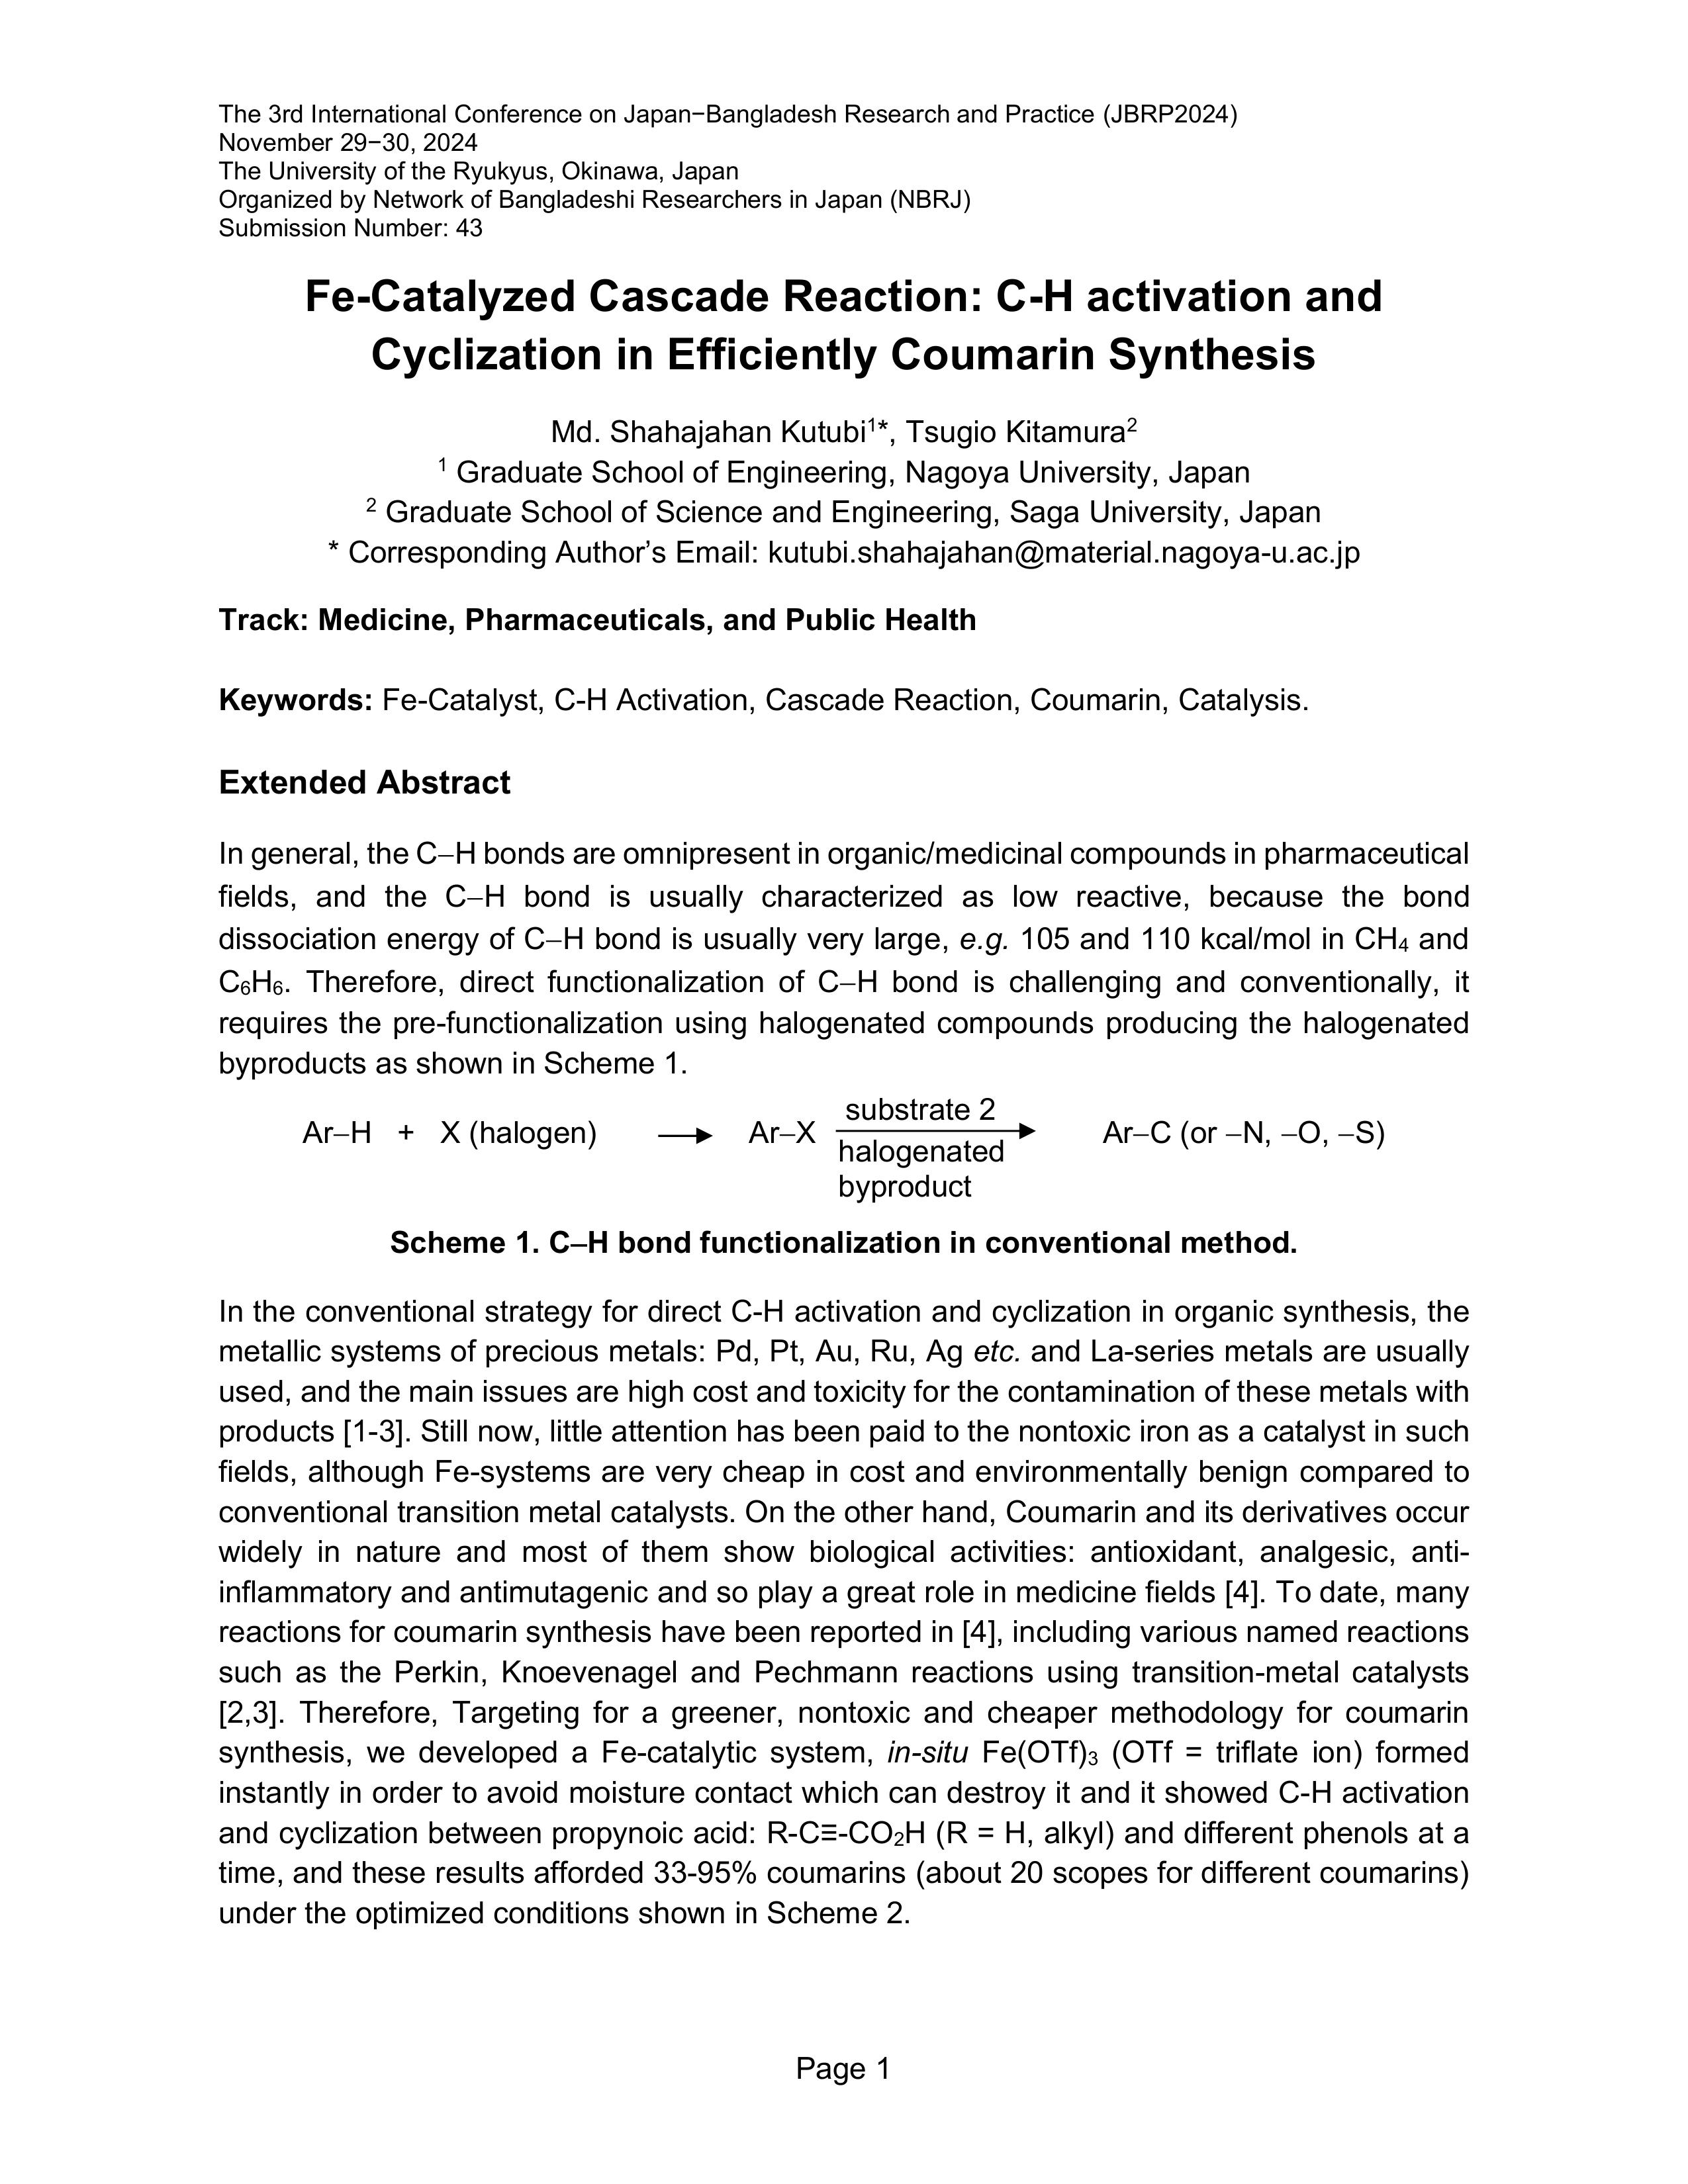 The 3rd International Conference on Japan−Bangladesh Research and Practice (JBRP2024)
November 29−30, 2024
The University of the Ryukyus, Okinawa, Japan
Organized by Network of Bangladeshi Researchers in Japan (NBRJ)
Submission Number: 43
Fe-Catalyzed Cascade Reaction: C-H activation and
Cyclization in Efficiently Coumarin Synthesis
Md. Shahajahan Kutubi¹*, Tsugio Kitamura²
¹ Graduate School of Engineering, Nagoya University, Japan
² Graduate School of Science and Engineering, Saga University, Japan
* Corresponding Author’s Email: kutubi.shahajahan@material.nagoya-u.ac.jp
Track: Medicine, Pharmaceuticals, and Public Health
Keywords: Fe-Catalyst, C-H Activation, Cascade Reaction, Coumarin, Catalysis.
Extended Abstract
In general, the C–H bonds are omnipresent in organic/medicinal compounds in pharmaceutical
fields, and the C–H bond is usually characterized as low reactive, because the bond
dissociation energy of C–H bond is usually very large, e.g. 105 and 110 kcal/mol in CH₄ and
C₆H₆. Therefore, direct functionalization of C–H bond is challenging and conventionally, it
requires the pre-functionalization using halogenated compounds producing the halogenated
byproducts as shown in Scheme 1.
Ar–H + X (halogen) → Ar–X substrate 2 → Ar–C (or –N, –O, –S)
halogenated
byproduct
Scheme 1. C–H bond functionalization in conventional method.
In the conventional strategy for direct C-H activation and cyclization in organic synthesis, the
metallic systems of precious metals: Pd, Pt, Au, Ru, Ag etc. and La-series metals are usually
used, and the main issues are high cost and toxicity for the contamination of these metals with
products [1-3]. Still now, little attention has been paid to the nontoxic iron as a catalyst in such
fields, although Fe-systems are very cheap in cost and environmentally benign compared to
conventional transition metal catalysts. On the other hand, Coumarin and its derivatives occur
widely in nature and most of them show biological activities: antioxidant, analgesic, anti-
inflammatory and antimutagenic and so play a great role in medicine fields [4]. To date, many
reactions for coumarin synthesis have been reported in [4], including various named reactions
such as the Perkin, Knoevenagel and Pechmann reactions using transition-metal catalysts
[2,3]. Therefore, Targeting for a greener, nontoxic and cheaper methodology for coumarin
synthesis, we developed a Fe-catalytic system, in-situ Fe(OTf)₃ (OTf = triflate ion) formed
instantly in order to avoid moisture contact which can destroy it and it showed C-H activation
and cyclization between propynoic acid: R-C≡-CO₂H (R = H, alkyl) and different phenols at a
time, and these results afforded 33-95% coumarins (about 20 scopes for different coumarins)
under the optimized conditions shown in Scheme 2.
Page 1